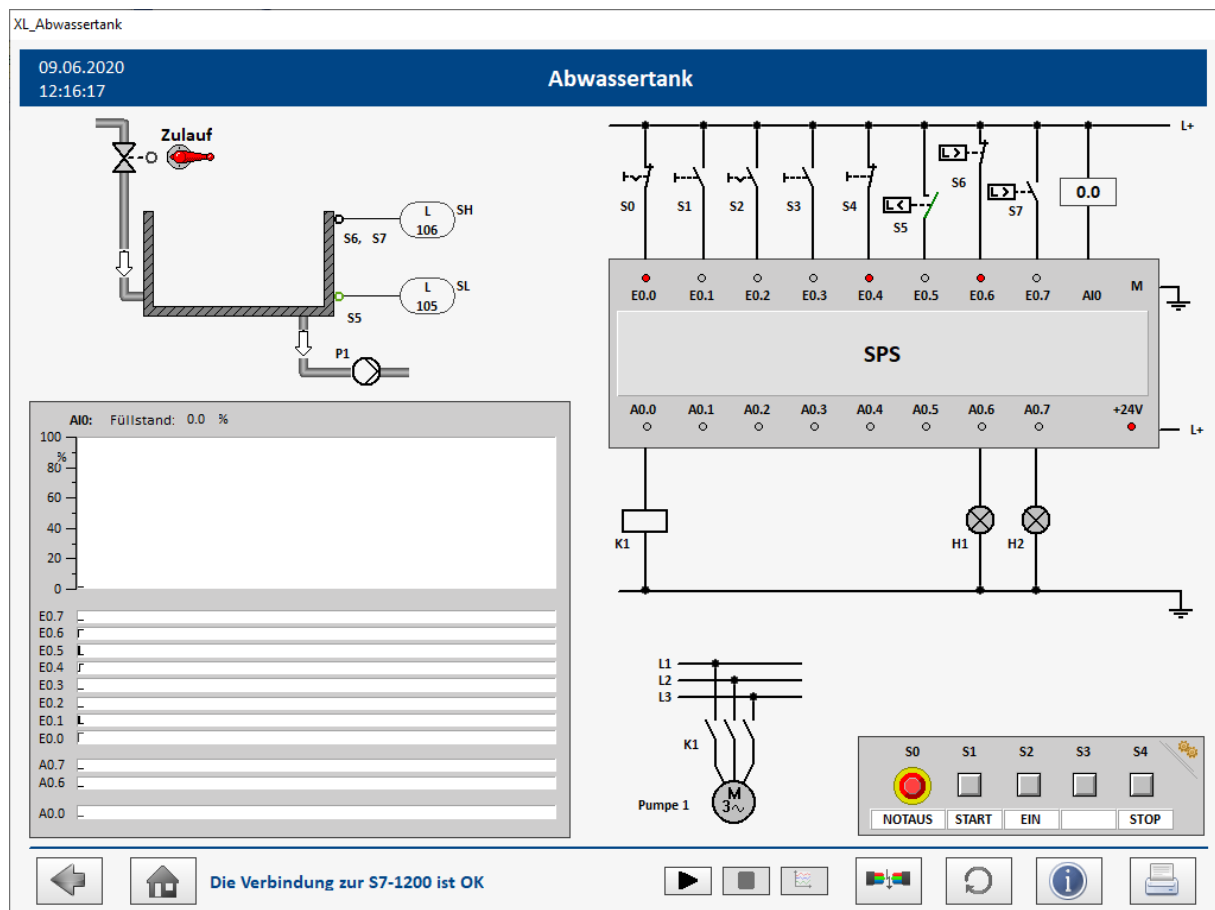 XL_Abwassertank
09.06.2020
12:16:17
Abwassertank
Zulauf
L
106
SH
S6, S7
L
105
SL
S5
P1
L+
S0
S1
S2
S3
S4
L<
S5
L>
S6
L>
S7
0.0
E0.0 E0.1 E0.2 E0.3 E0.4 E0.5 E0.6 E0.7 AI0 M
SPS
A0.0 A0.1 A0.2 A0.3 A0.4 A0.5 A0.6 A0.7 +24V
L+
K1
H1
H2
AI0: Füllstand: 0.0 %
100
%
80
60
40
20
0
E0.7
E0.6
E0.5
E0.4
E0.3
E0.2
E0.1
E0.0
A0.7
A0.6
A0.0
L1
L2
L3
K1
Pumpe 1
M
3~
S0 S1 S2 S3 S4
NOTAUS START EIN STOP
Die Verbindung zur S7-1200 ist OK
i